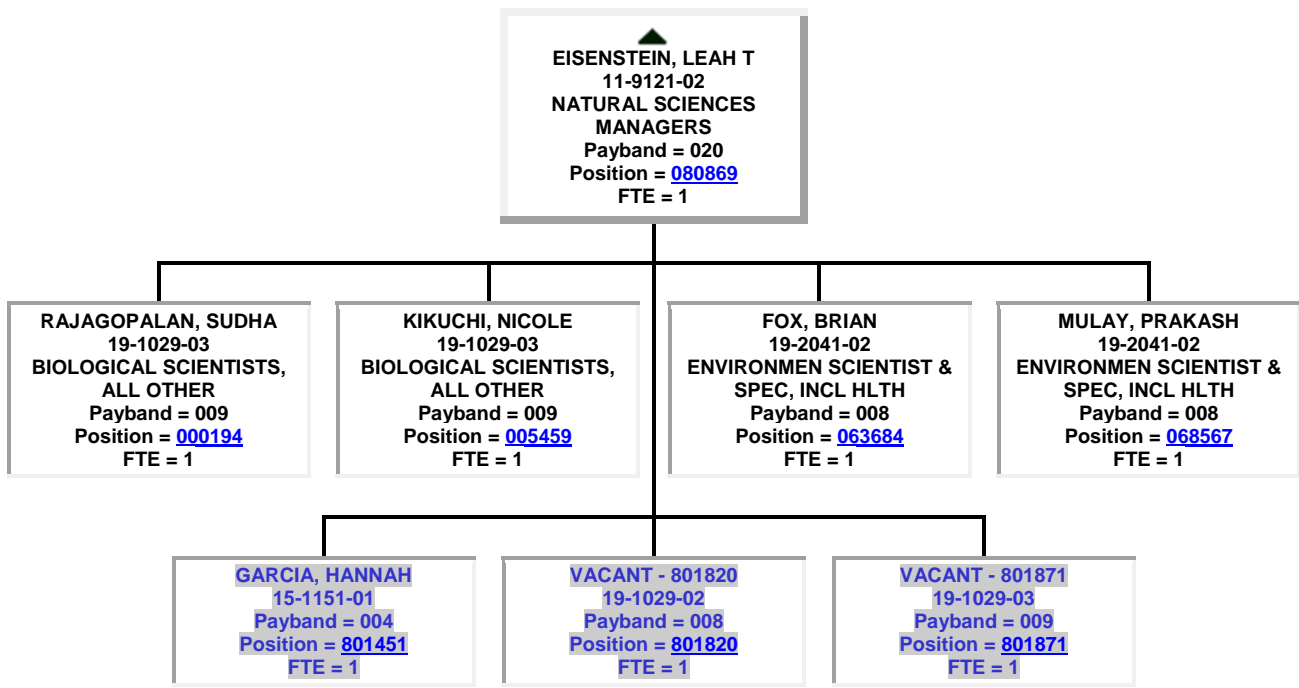 EISENSTEIN, LEAH T
11-9121-02
NATURAL SCIENCES
MANAGERS
Payband = 020
Position = 080869
FTE = 1
RAJAGOPALAN, SUDHA
19-1029-03
BIOLOGICAL SCIENTISTS,
ALL OTHER
Payband = 009
Position = 000194
FTE = 1
KIKUCHI, NICOLE
19-1029-03
BIOLOGICAL SCIENTISTS,
ALL OTHER
Payband = 009
Position = 005459
FTE = 1
FOX, BRIAN
19-2041-02
ENVIRONMEN SCIENTIST &
SPEC, INCL HLTH
Payband = 008
Position = 063684
FTE = 1
MULAY, PRAKASH
19-2041-02
ENVIRONMEN SCIENTIST &
SPEC, INCL HLTH
Payband = 008
Position = 068567
FTE = 1
GARCIA, HANNAH
15-1151-01
Payband = 004
Position = 801451
FTE = 1
VACANT - 801820
19-1029-02
Payband = 008
Position = 801820
FTE = 1
VACANT - 801871
19-1029-03
Payband = 009
Position = 801871
FTE = 1